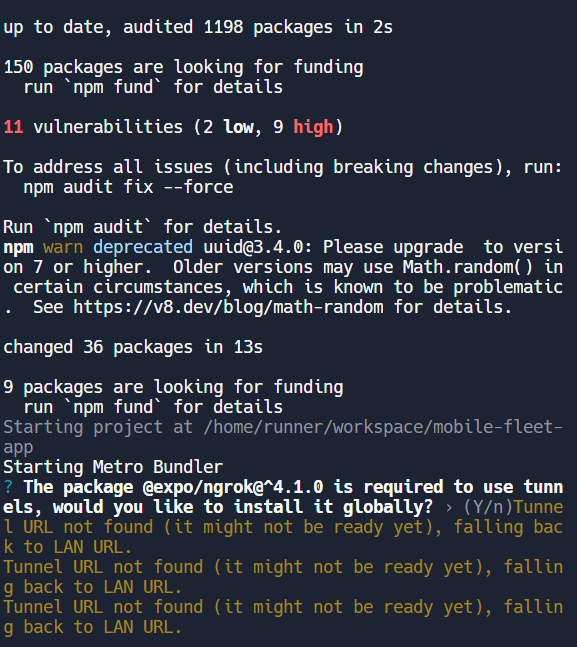 up to date, audited 1198 packages in 2s
150 packages are looking for funding
  run `npm fund` for details
11 vulnerabilities (2 low, 9 high)
To address all issues (including breaking changes), run:
  npm audit fix --force
Run `npm audit` for details.
npm warn deprecated uuid@3.4.0: Please upgrade  to versi
on 7 or higher.  Older versions may use Math.random() in
 certain circumstances, which is known to be problematic
.  See https://v8.dev/blog/math-random for details.
changed 36 packages in 13s
9 packages are looking for funding
  run `npm fund` for details
Starting project at /home/runner/workspace/mobile-fleet-
app
Starting Metro Bundler
? The package @expo/ngrok@^4.1.0 is required to use tunn
els, would you like to install it globally? › (Y/n)Tunne
l URL not found (it might not be ready yet), falling bac
k to LAN URL.
Tunnel URL not found (it might not be ready yet), fallin
g back to LAN URL.
Tunnel URL not found (it might not be ready yet), fallin
g back to LAN URL.